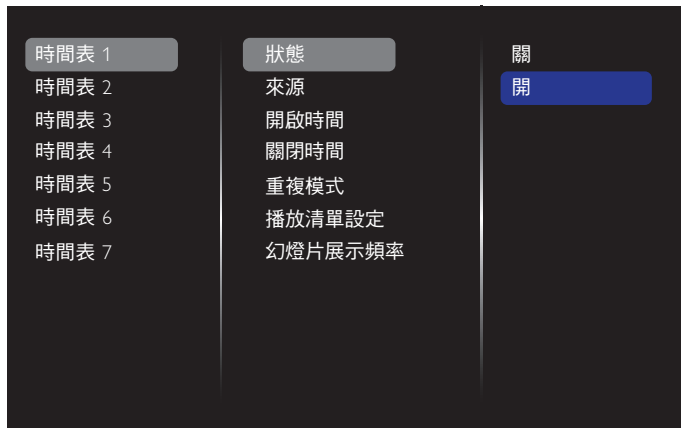 時間表 1
時間表 2
時間表 3
時間表 4
時間表 5
時間表 6
時間表 7
狀態
來源
開啟時間
關閉時間
重複模式
播放清單設定
幻燈片展示頻率
關
開